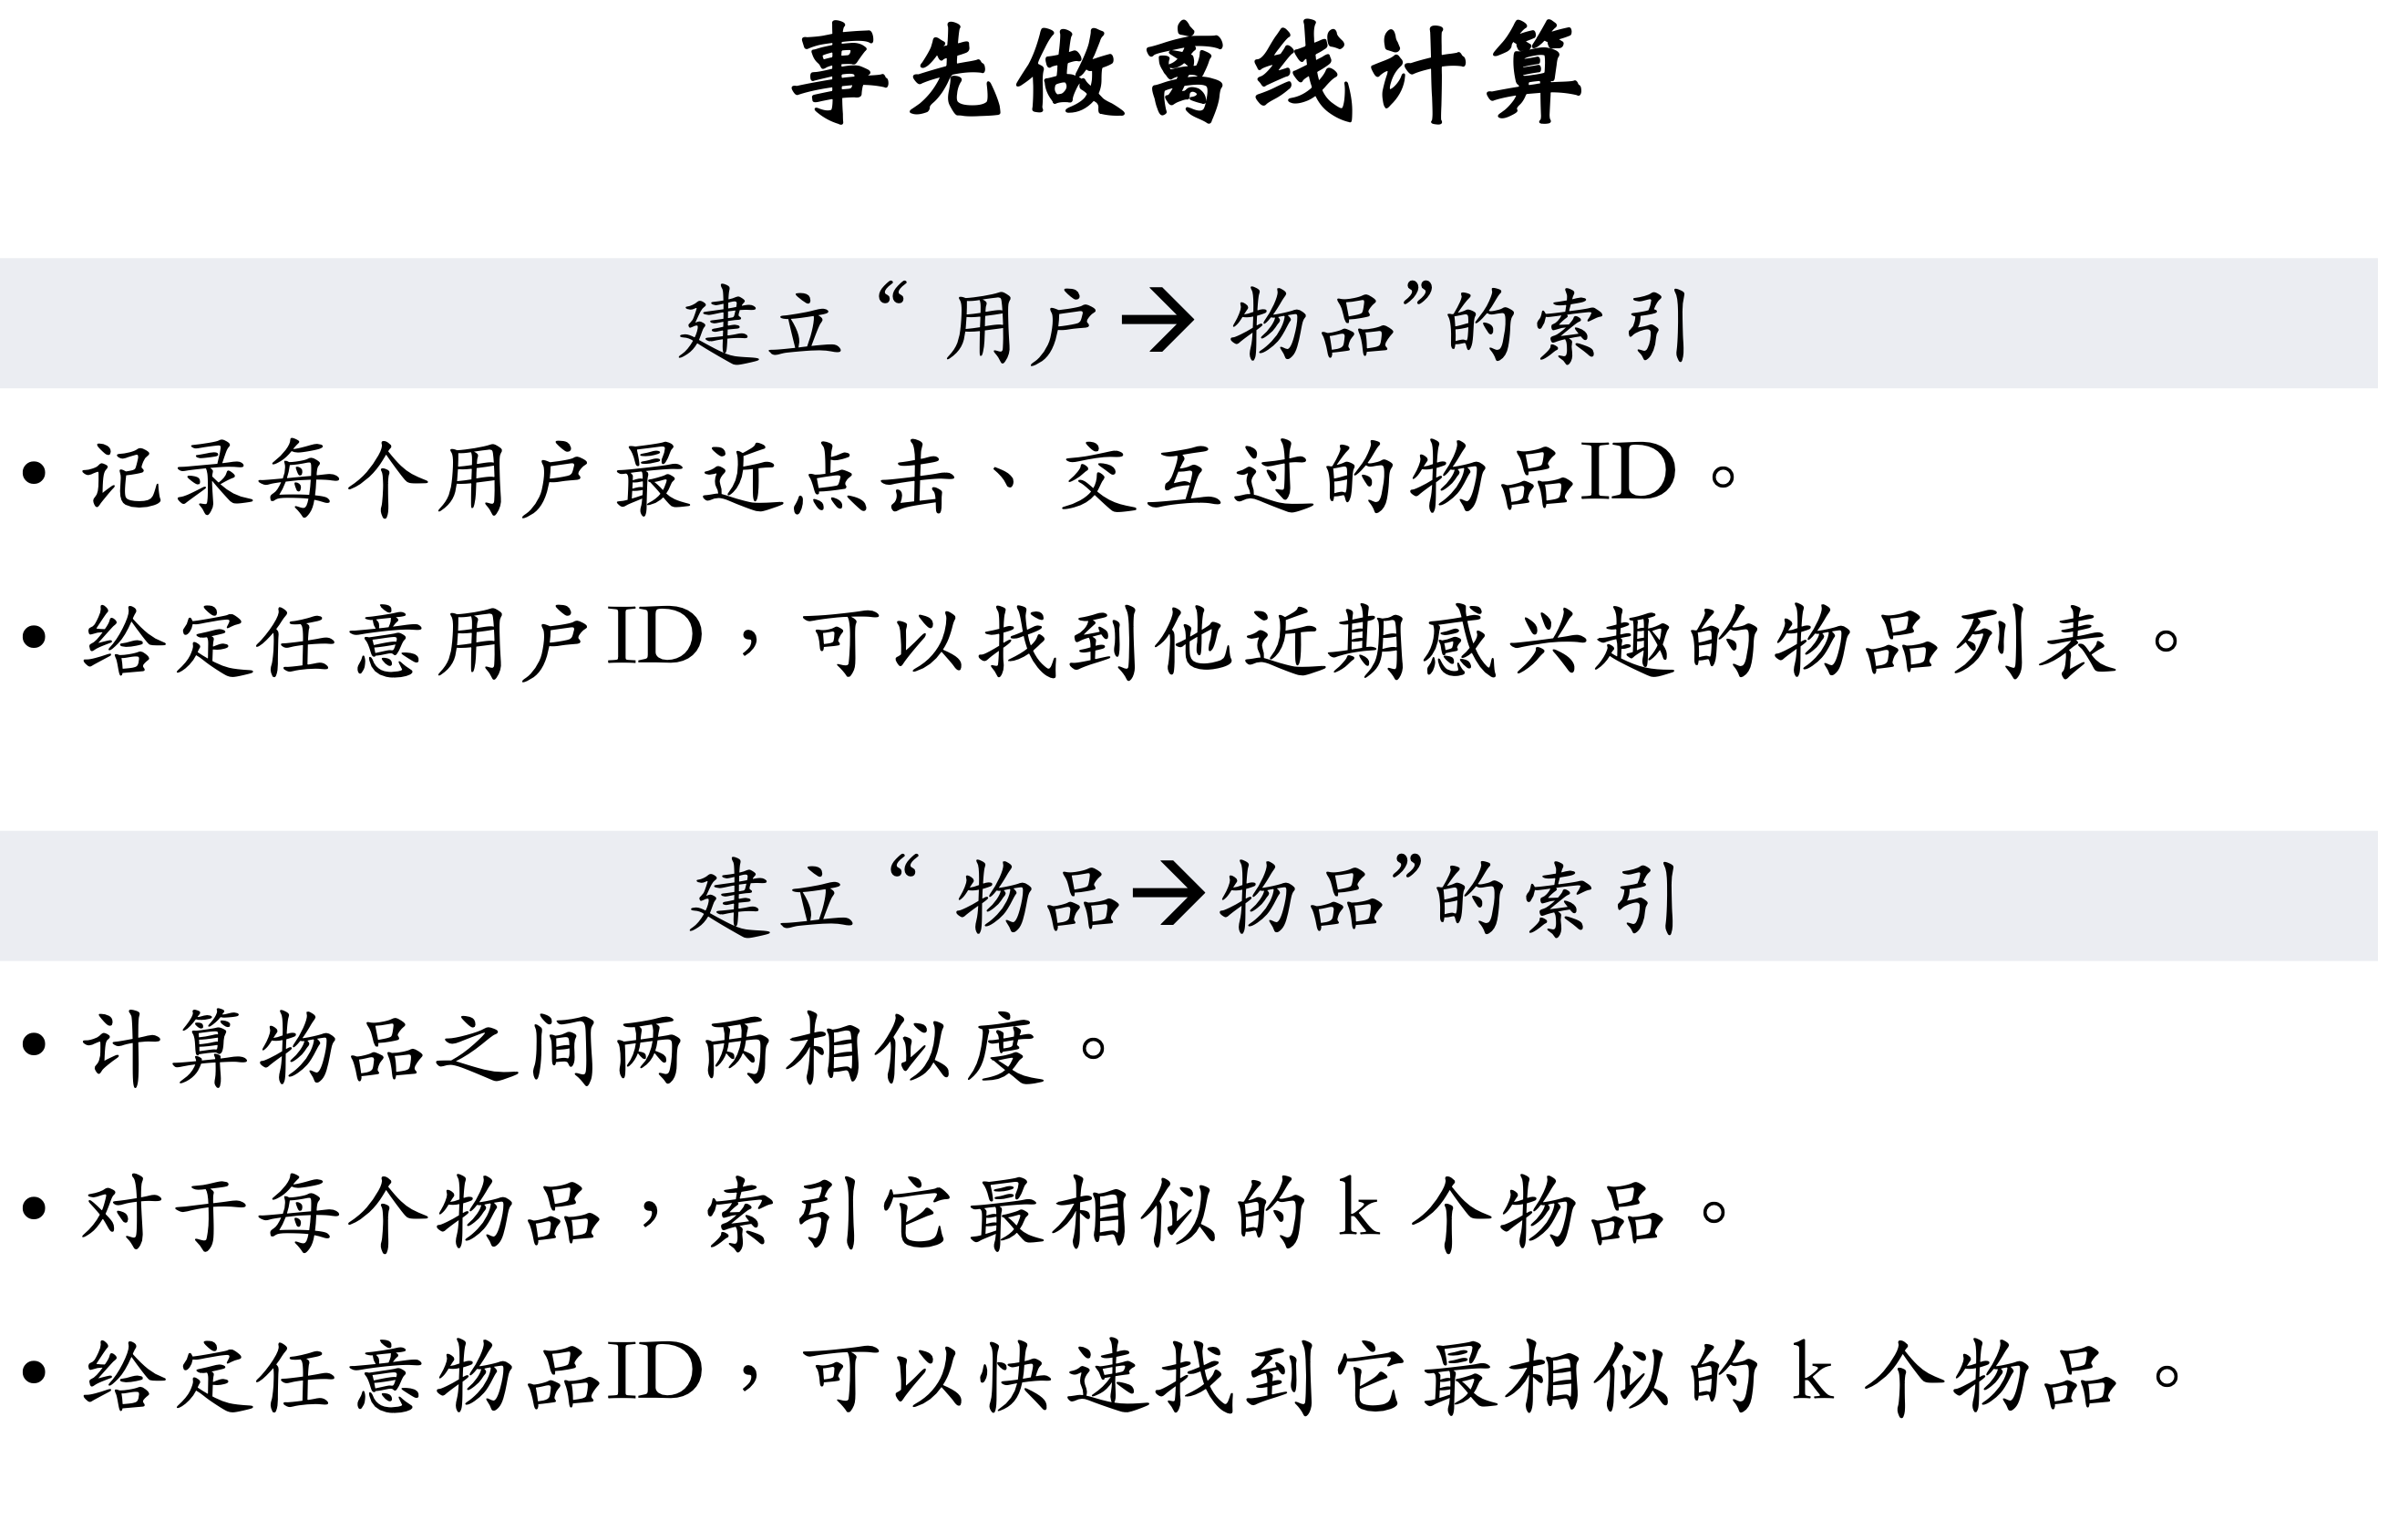 事先做离线计算
建立“用户→物品”的索引
• 记录每个用户最近点击、交互过的物品ID。
• 给定任意用户ID，可以找到他近期感兴趣的物品列表。
建立“物品→物品”的索引
• 计算物品之间两两相似度。
• 对于每个物品，索引它最相似的 k 个物品。
• 给定任意物品ID，可以快速找到它最相似的 k 个物品。